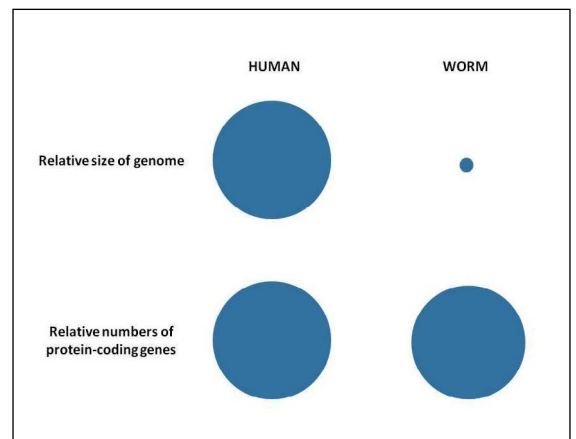 HUMAN WORM
Relative size of genome
Relative numbers of
protein-coding genes